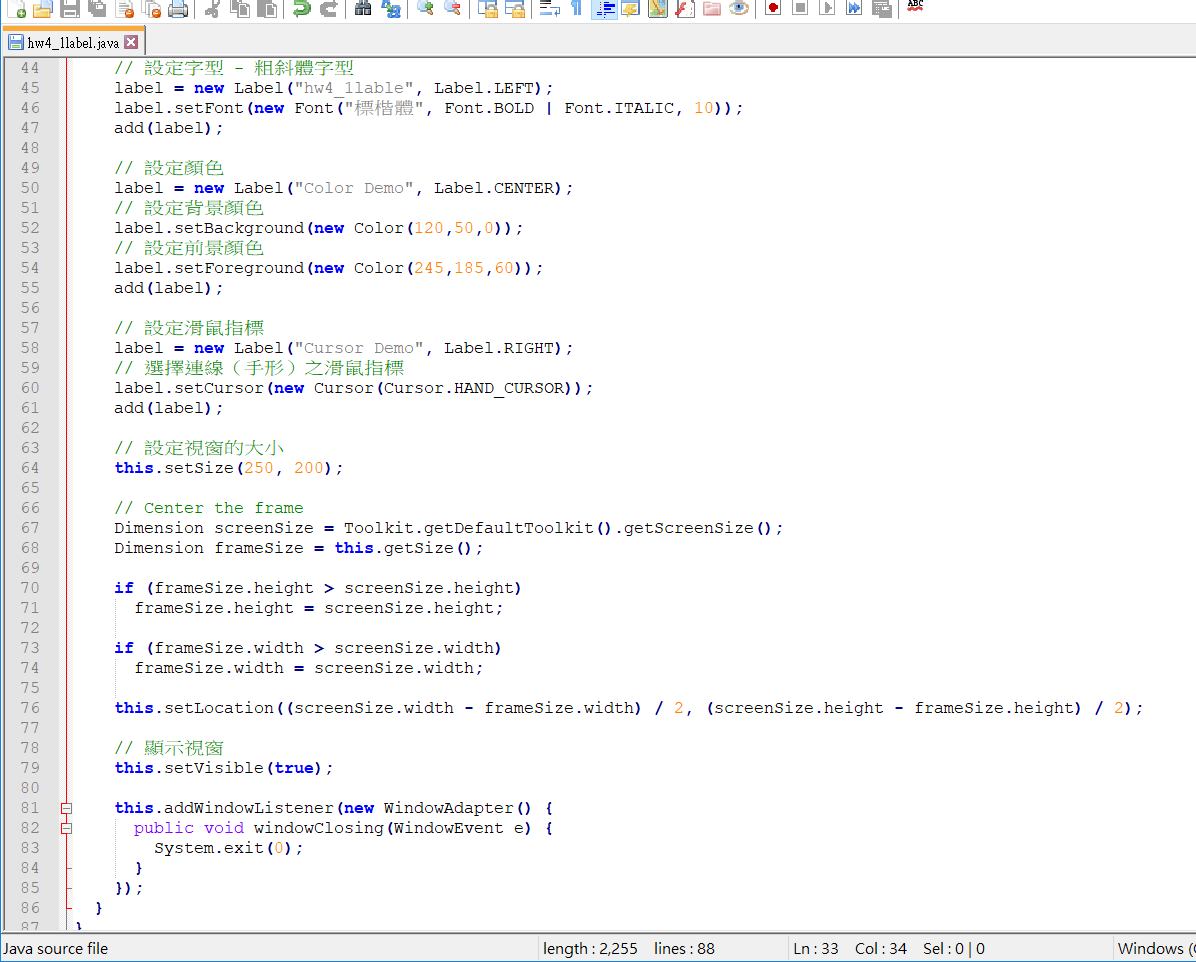 ABC
hw4_1label.java
44 // 設定字型 - 粗斜體字型
45 label = new Label("hw4_1lable", Label.LEFT);
46 label.setFont(new Font("標楷體", Font.BOLD | Font.ITALIC, 10));
47 add(label);
48
49 // 設定顏色
50 label = new Label("Color Demo", Label.CENTER);
51 // 設定背景顏色
52 label.setBackground(new Color(120,50,0));
53 // 設定前景顏色
54 label.setForeground(new Color(245,185,60));
55 add(label);
56
57 // 設定滑鼠指標
58 label = new Label("Cursor Demo", Label.RIGHT);
59 // 選擇連線（手形）之滑鼠指標
60 label.setCursor(new Cursor(Cursor.HAND_CURSOR));
61 add(label);
62
63 // 設定視窗的大小
64 this.setSize(250, 200);
65
66 // Center the frame
67 Dimension screenSize = Toolkit.getDefaultToolkit().getScreenSize();
68 Dimension frameSize = this.getSize();
69
70 if (frameSize.height > screenSize.height)
71 frameSize.height = screenSize.height;
72
73 if (frameSize.width > screenSize.width)
74 frameSize.width = screenSize.width;
75
76 this.setLocation((screenSize.width - frameSize.width) / 2, (screenSize.height - frameSize.height) / 2);
77
78 // 顯示視窗
79 this.setVisible(true);
80
81 this.addWindowListener(new WindowAdapter() {
82 public void windowClosing(WindowEvent e) {
83 System.exit(0);
84 }
85 });
86 }
87 }
Java source file length : 2,255 lines : 88 Ln : 33 Col : 34 Sel : 0 | 0 Windows (